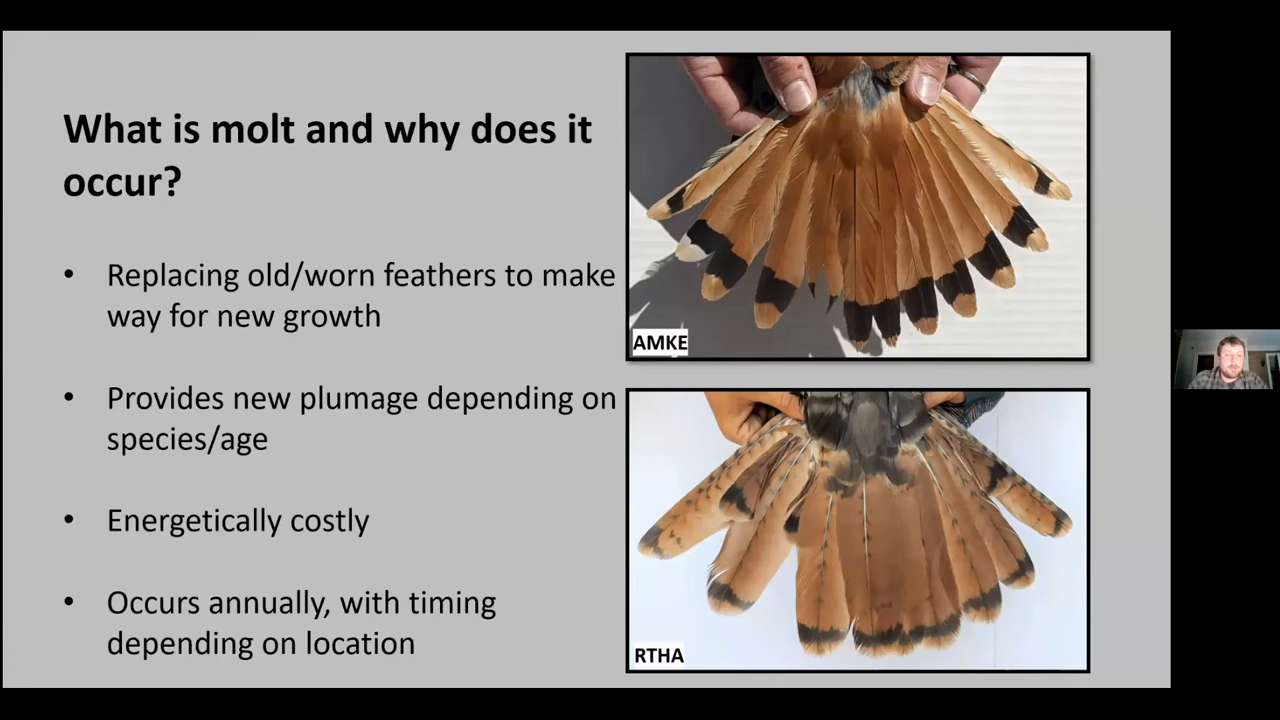 What is molt and why does it
occur?
• Replacing old/worn feathers to make
way for new growth
• Provides new plumage depending on
species/age
• Energetically costly
• Occurs annually, with timing
depending on location
AMKE
RTHA